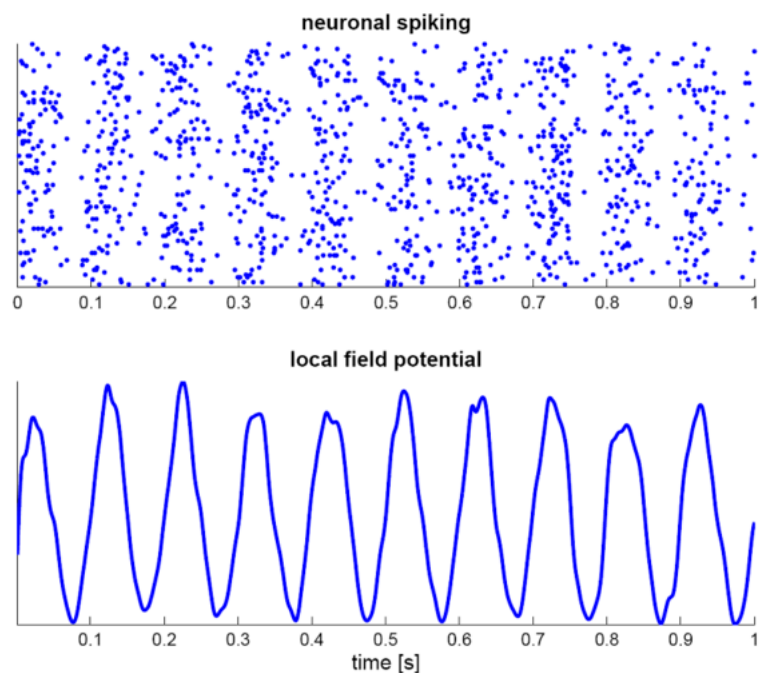 neuronal spiking
0 0.1 0.2 0.3 0.4 0.5 0.6 0.7 0.8 0.9 1
local field potential
0.1 0.2 0.3 0.4 0.5 0.6 0.7 0.8 0.9 1
time [s]